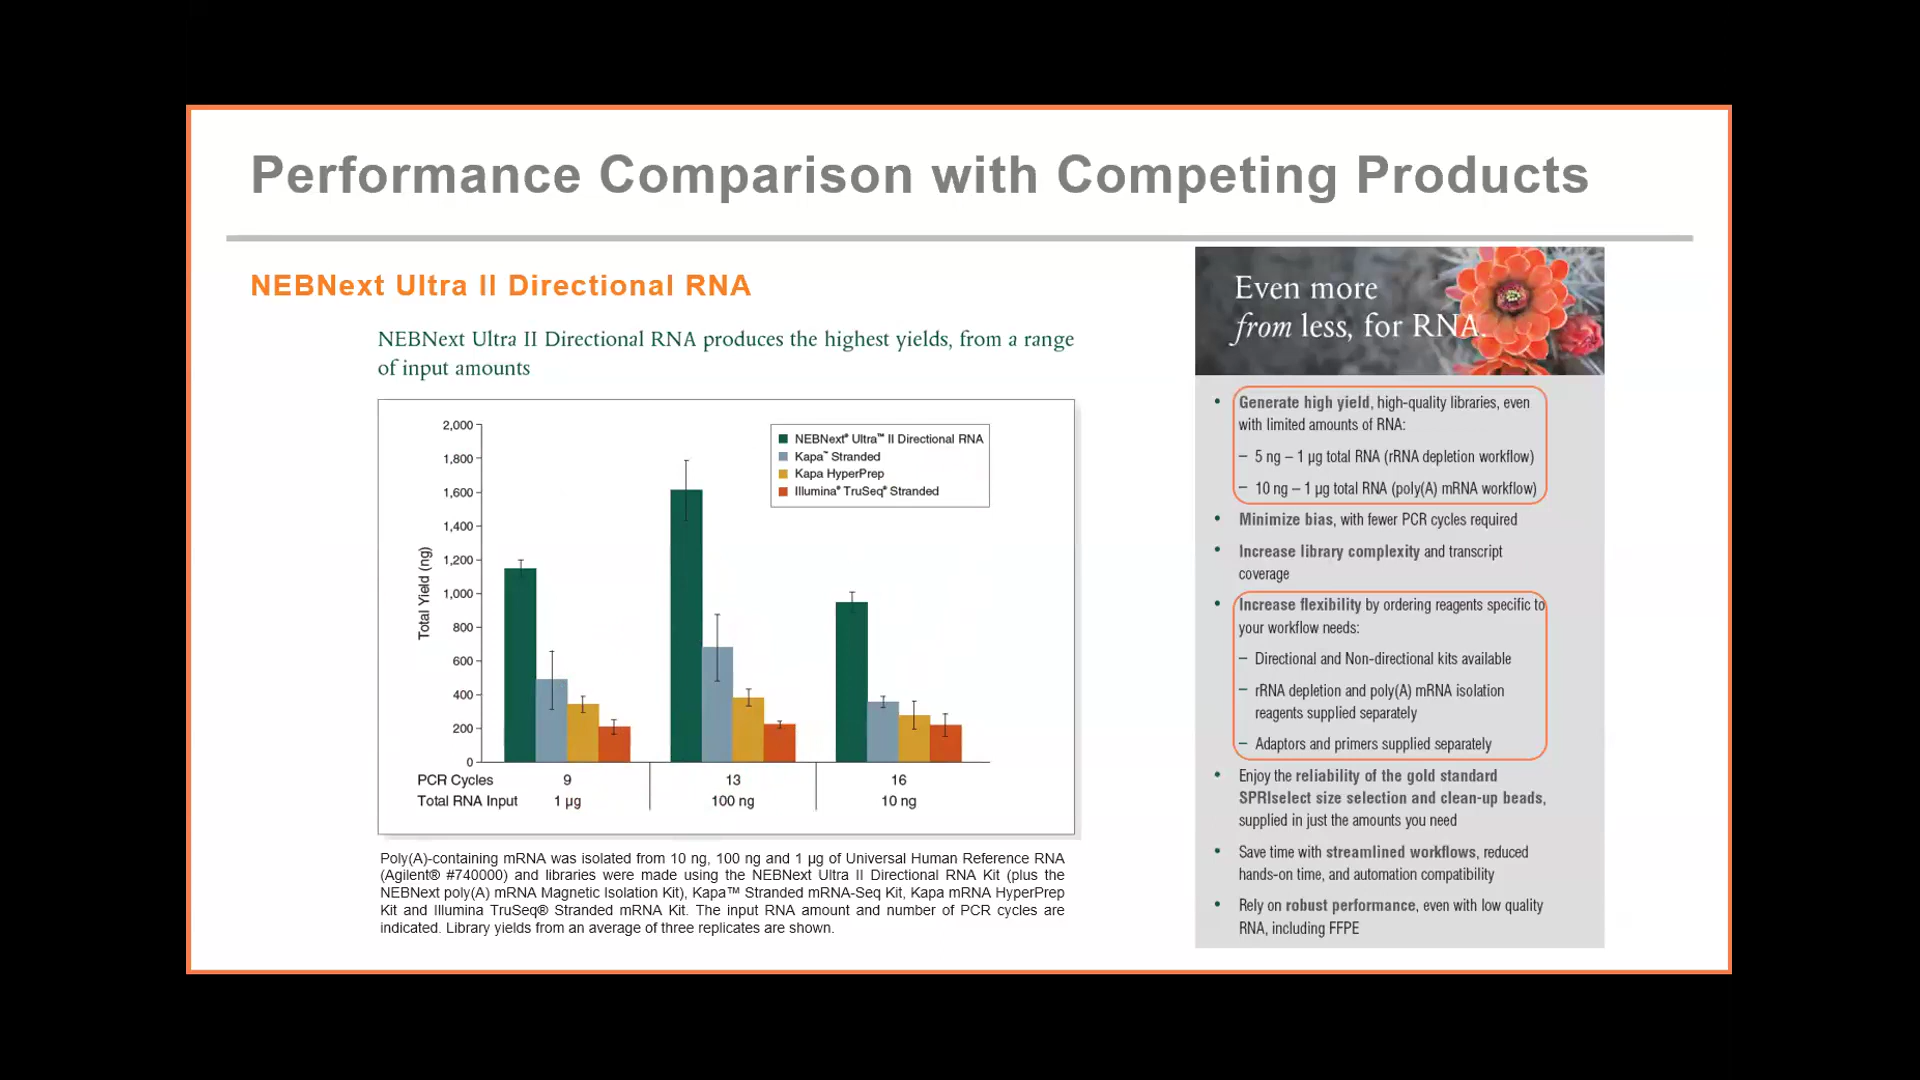 Performance Comparison with Competing Products
NEBNext Ultra II Directional RNA
NEBNext Ultra II Directional RNA produces the highest yields, from a range
of input amounts
2,000
1,800
1,600
1,400
1,200
1,000
800
600
400
200
0
Total Yield (ng)
NEBNext® Ultra™ II Directional RNA
Kapa™ Stranded
Kapa HyperPrep
Illumina® TruSeq® Stranded
PCR Cycles 9 13 16
Total RNA Input 1 µg 100 ng 10 ng
Poly(A)-containing mRNA was isolated from 10 ng, 100 ng and 1 µg of Universal Human Reference RNA
(Agilent® #740000) and libraries were made using the NEBNext Ultra II Directional RNA Kit (plus the
NEBNext poly(A) mRNA Magnetic Isolation Kit), Kapa™ Stranded mRNA-Seq Kit, Kapa mRNA HyperPrep
Kit and Illumina TruSeq® Stranded mRNA Kit. The input RNA amount and number of PCR cycles are
indicated. Library yields from an average of three replicates are shown.
Even more
from less, for RNA.
• Generate high yield, high-quality libraries, even
with limited amounts of RNA:
– 5 ng – 1 µg total RNA (rRNA depletion workflow)
– 10 ng – 1 µg total RNA (poly(A) mRNA workflow)
• Minimize bias, with fewer PCR cycles required
• Increase library complexity and transcript
coverage
• Increase flexibility by ordering reagents specific to
your workflow needs:
– Directional and Non-directional kits available
– rRNA depletion and poly(A) mRNA isolation
reagents supplied separately
– Adaptors and primers supplied separately
• Enjoy the reliability of the gold standard
SPRIselect size selection and clean-up beads,
supplied in just the amounts you need
• Save time with streamlined workflows, reduced
hands-on time, and automation compatibility
• Rely on robust performance, even with low quality
RNA, including FFPE